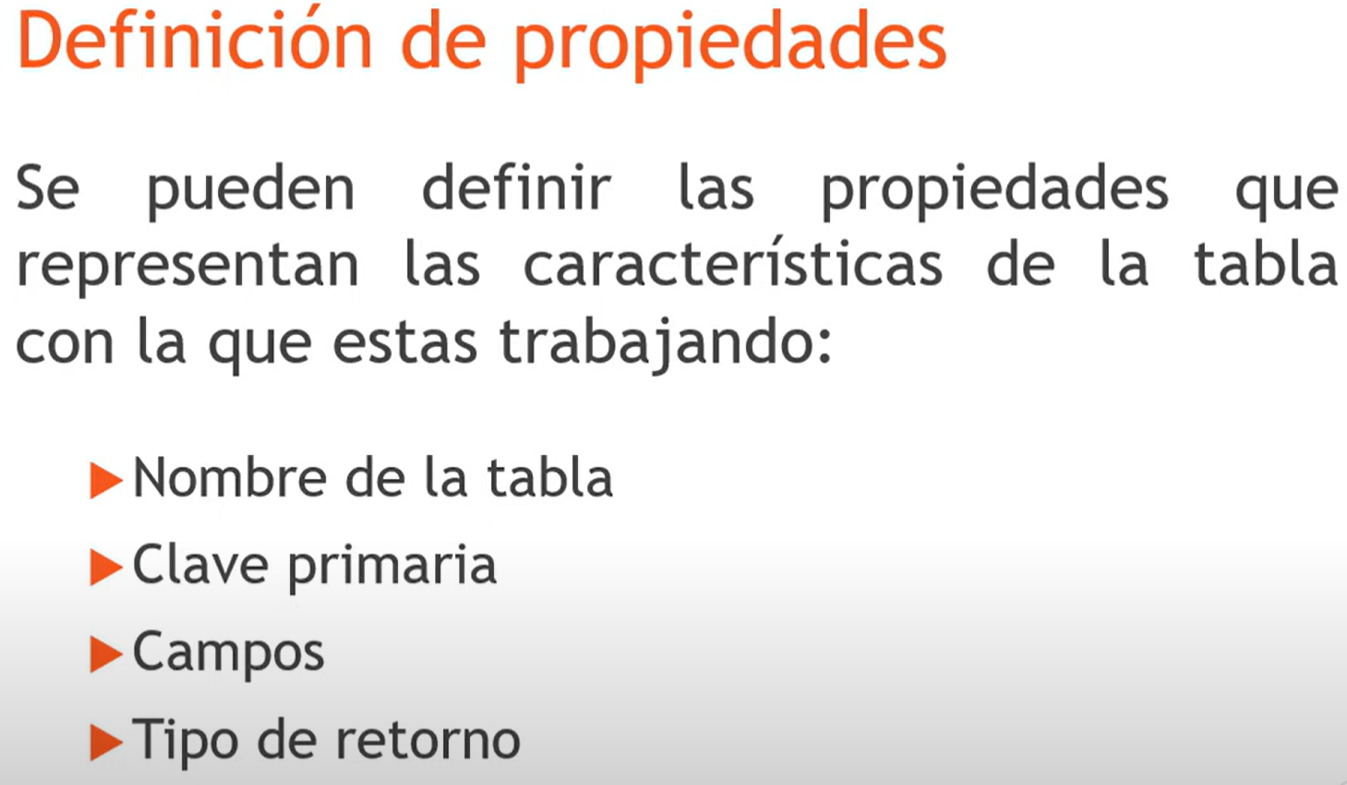 Definición de propiedades
Se pueden definir las propiedades que
representan las características de la tabla
con la que estas trabajando:
Nombre de la tabla
Clave primaria
Campos
Tipo de retorno